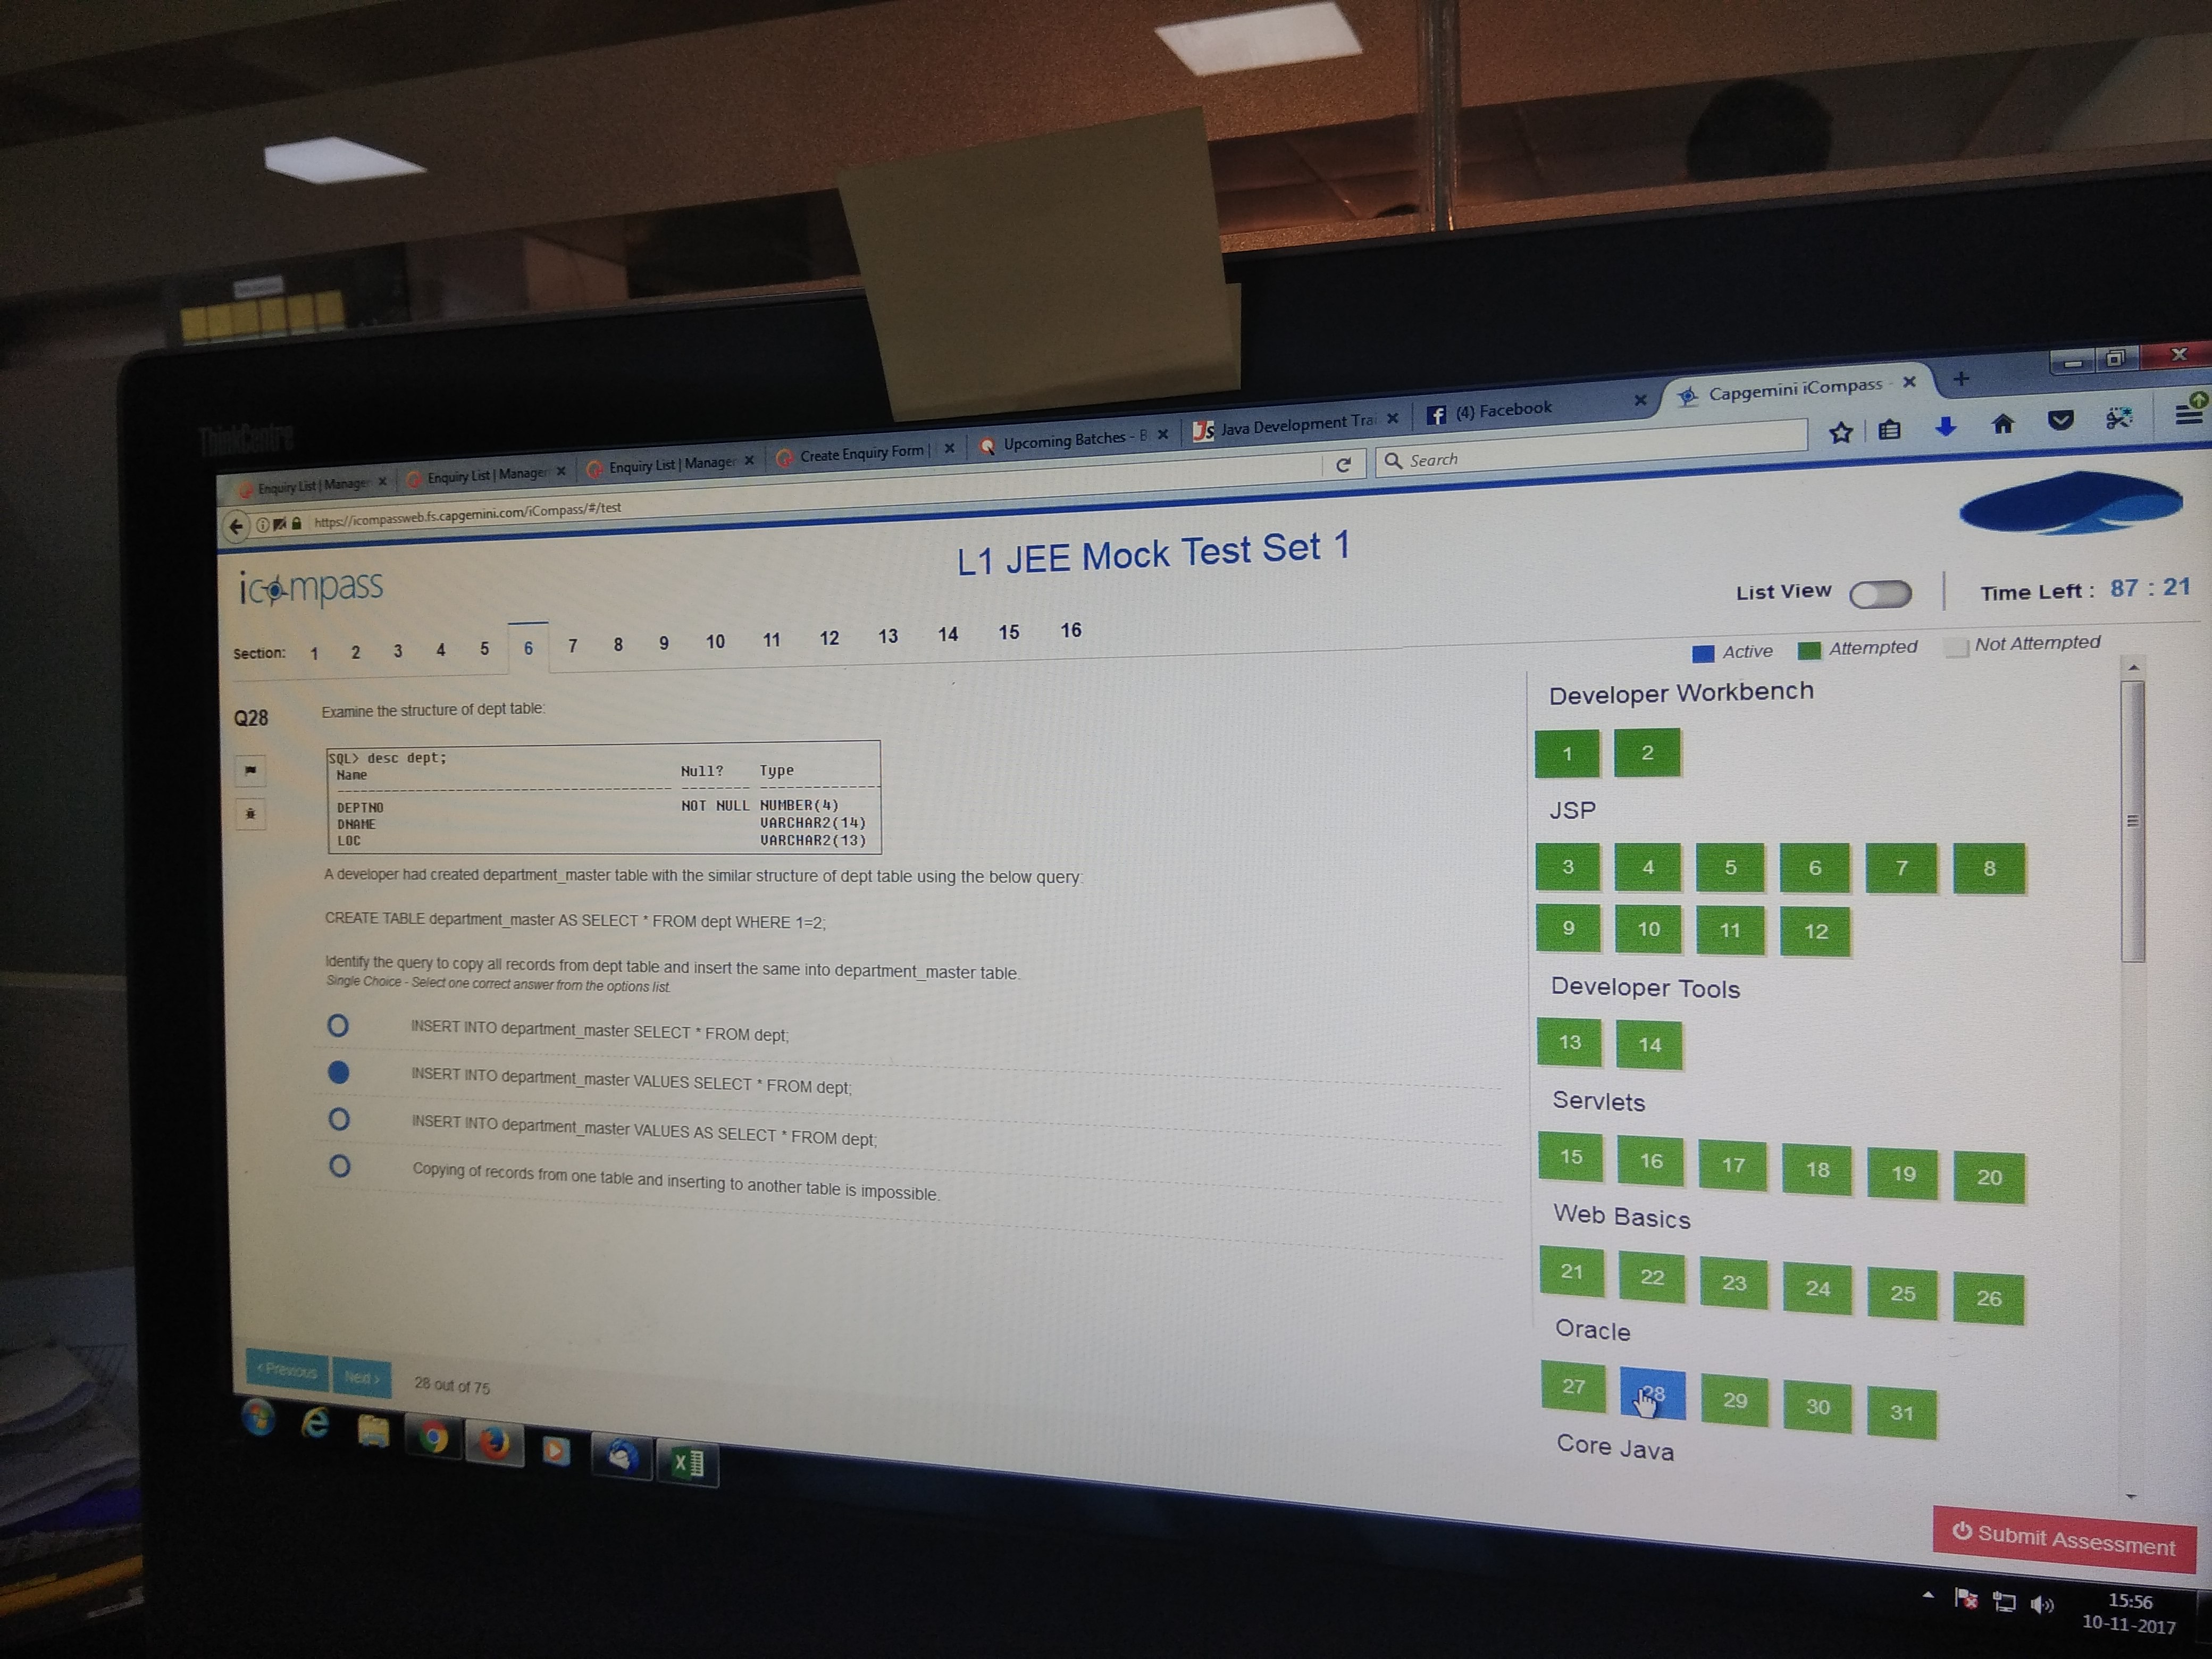 ThinkCentre
Enquiry List | Manager
Enquiry List | Manager
Enquiry List | Manager
Create Enquiry Form |
Upcoming Batches - B
Java Development Trai
(4) Facebook
Capgemini iCompass -
https://icompassweb.fs.capgemini.com/iCompass/#/test
Search
icompass
L1 JEE Mock Test Set 1
List View
Time Left : 87 : 21
Section: 1 2 3 4 5 6 7 8 9 10 11 12 13 14 15 16
Active Attempted Not Attempted
Q28
Examine the structure of dept table:
SQL> desc dept;
Name Null? Type
DEPTNO NOT NULL NUMBER(4)
DNAME VARCHAR2(14)
LOC VARCHAR2(13)
A developer had created department_master table with the similar structure of dept table using the below query:
CREATE TABLE department_master AS SELECT * FROM dept WHERE 1=2;
Identify the query to copy all records from dept table and insert the same into department_master table.
Single Choice - Select one correct answer from the options list.
INSERT INTO department_master SELECT * FROM dept;
INSERT INTO department_master VALUES SELECT * FROM dept;
INSERT INTO department_master VALUES AS SELECT * FROM dept;
Copying of records from one table and inserting to another table is impossible.
< Previous Next >
28 out of 75
Developer Workbench
1 2
JSP
3 4 5 6 7 8
9 10 11 12
Developer Tools
13 14
Servlets
15 16 17 18 19 20
Web Basics
21 22 23 24 25 26
Oracle
27 28 29 30 31
Core Java
Submit Assessment
15:56
10-11-2017